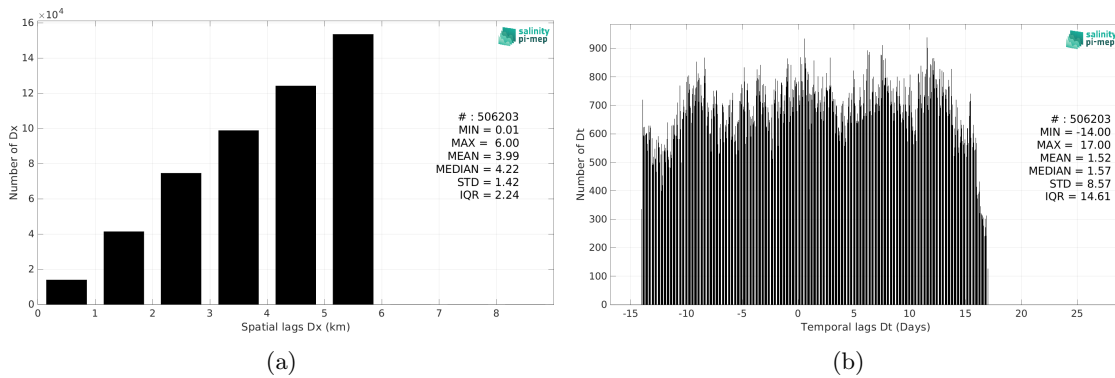 ×10⁴
16
14
12
10
8
6
4
2
0
Number of Dx
salinity
pi-mep
# : 506203
MIN = 0.01
MAX = 6.00
MEAN = 3.99
MEDIAN = 4.22
STD = 1.42
IQR = 2.24
0 1 2 3 4 5 6 7 8
Spatial lags Dx (km)
(a)
900
800
700
600
500
400
300
200
100
0
Number of Dt
salinity
pi-mep
# : 506203
MIN = -14.00
MAX = 17.00
MEAN = 1.52
MEDIAN = 1.57
STD = 8.57
IQR = 14.61
-15 -10 -5 0 5 10 15 20 25
Temporal lags Dt (Days)
(b)